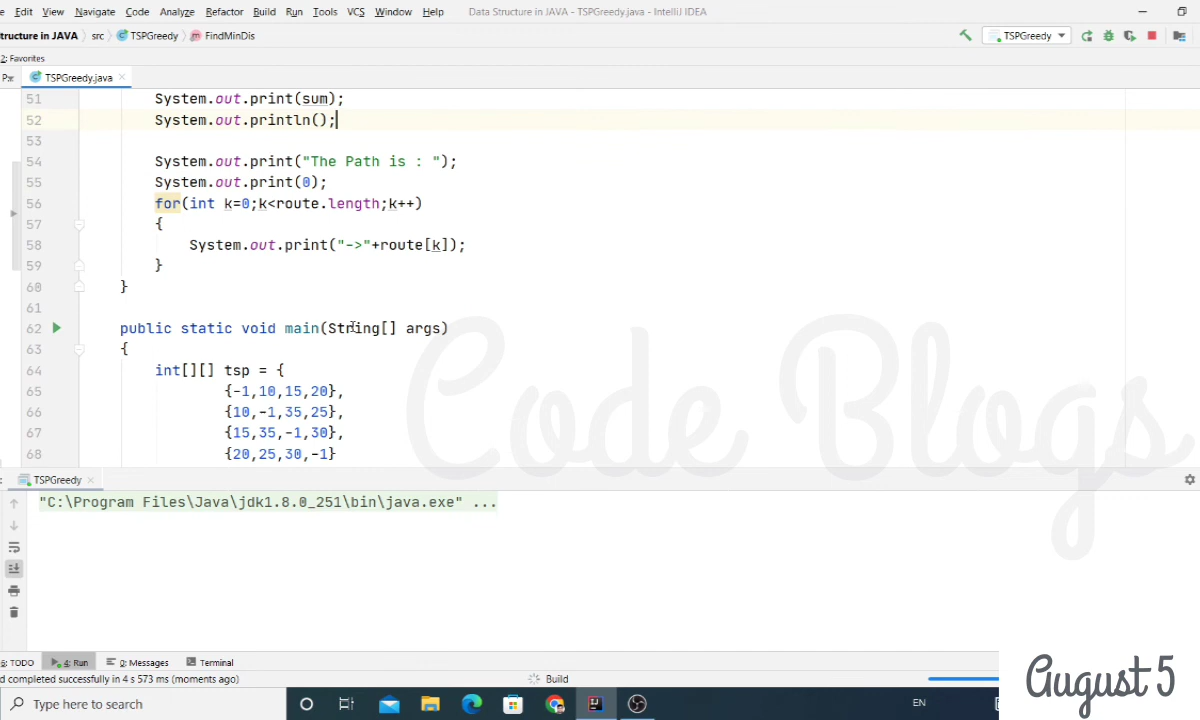 e Edit View Navigate Code Analyze Refactor Build Run Tools VCS Window Help Data Structure in JAVA - TSPGreedy.java - IntelliJ IDEA
tructure in JAVA src TSPGreedy FindMinDis TSPGreedy
2: Favorites
TSPGreedy.java
51 System.out.print(sum);
52 System.out.println();
53
54 System.out.print("The Path is : ");
55 System.out.print(0);
56 for(int k=0;k<route.length;k++)
57 {
58 System.out.print("->"+route[k]);
59 }
60 }
61
62 public static void main(String[] args)
63 {
64 int[][] tsp = {
65 {-1,10,15,20},
66 {10,-1,35,25},
67 {15,35,-1,30},
68 {20,25,30,-1}
Code Blogs
TSPGreedy
"C:\Program Files\Java\jdk1.8.0_251\bin\java.exe" ...
6: TODO 4: Run 0: Messages Terminal
d completed successfully in 4 s 573 ms (moments ago) Build
Type here to search EN
August 5